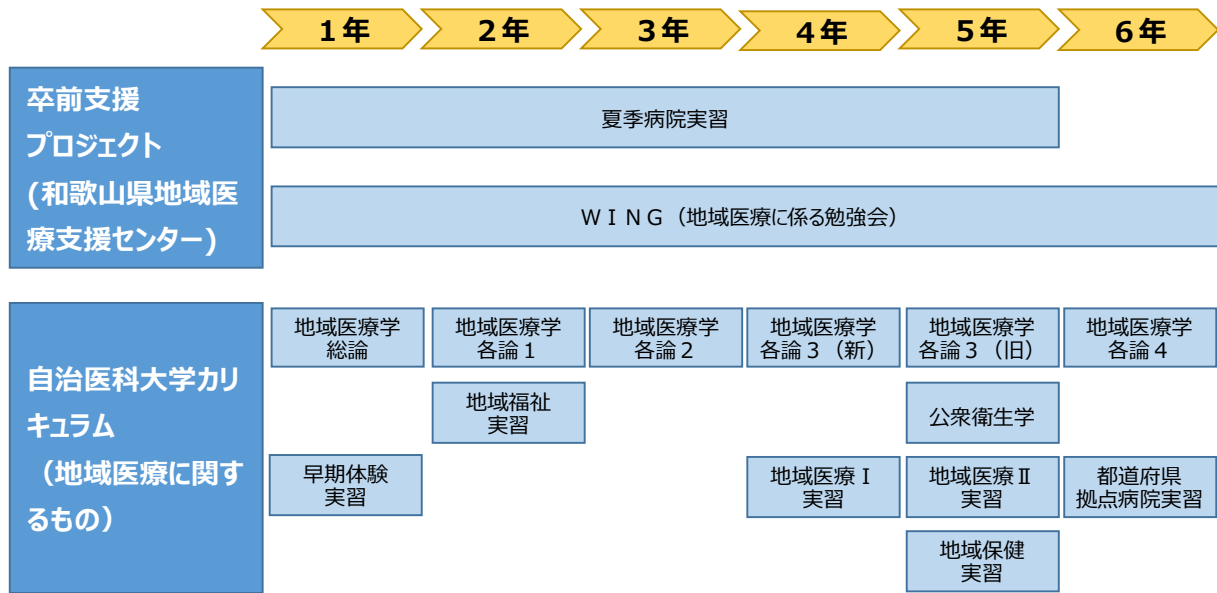 1年
2年
3年
4年
5年
6年
卒前支援
プロジェクト
(和歌山県地域医
療支援センター)
夏季病院実習
ＷＩＮＧ（地域医療に係る勉強会）
自治医科大学カリ
キュラム
（地域医療に関す
るもの）
地域医療学
総論
地域医療学
各論１
地域医療学
各論２
地域医療学
各論３（新）
地域医療学
各論３（旧）
地域医療学
各論４
地域福祉
実習
公衆衛生学
早期体験
実習
地域医療Ⅰ
実習
地域医療Ⅱ
実習
都道府県
拠点病院実習
地域保健
実習